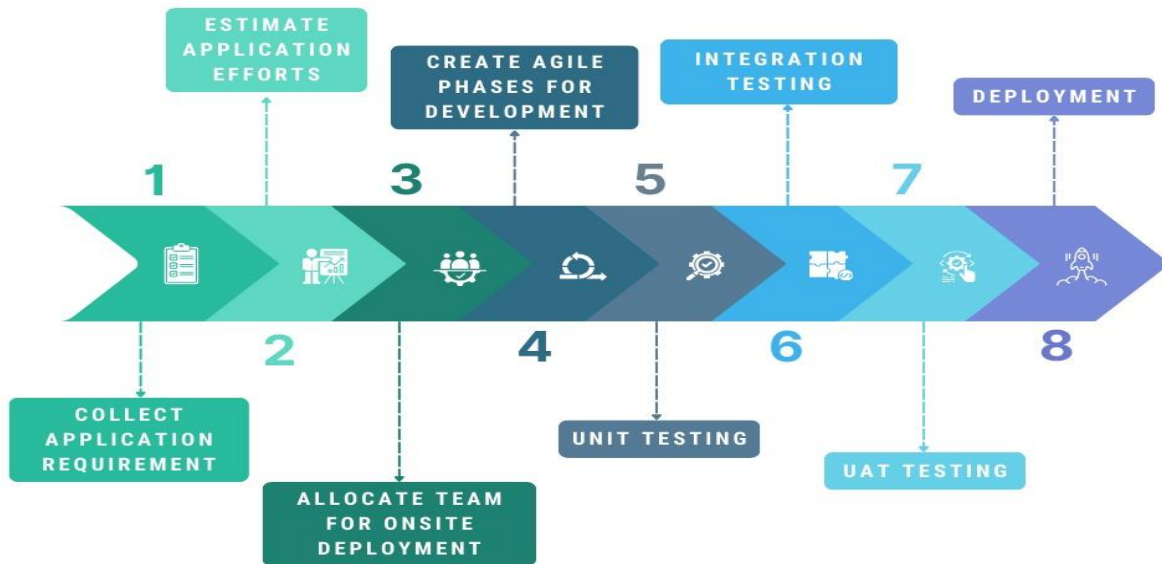 ESTIMATE
APPLICATION
EFFORTS
CREATE AGILE
PHASES FOR
DEVELOPMENT
INTEGRATION
TESTING
DEPLOYMENT
1
3
5
7
2
4
6
8
COLLECT
APPLICATION
REQUIREMENT
ALLOCATE TEAM
FOR ONSITE
DEPLOYMENT
UNIT TESTING
UAT TESTING